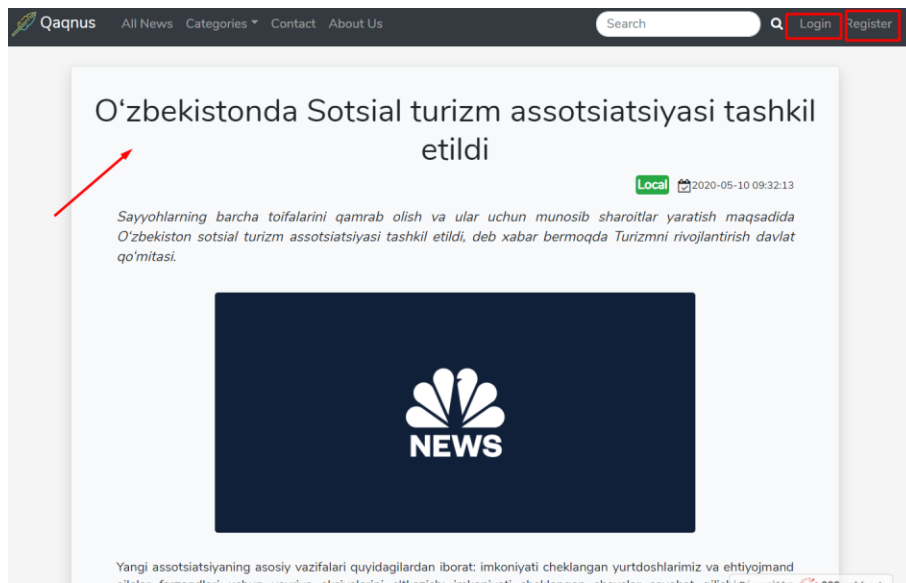 Qaqnus All News Categories Contact About Us Search Login Register
O‘zbekistonda Sotsial turizm assotsiatsiyasi tashkil
etildi
Local 2020-05-10 09:32:13
Sayyohlarning barcha toifalarini qamrab olish va ular uchun munosib sharoitlar yaratish maqsadida
O‘zbekiston sotsial turizm assotsiatsiyasi tashkil etildi, deb xabar bermoqda Turizmni rivojlantirish davlat
qo‘mitasi.
NEWS
Yangi assotsiatsiyaning asosiy vazifalari quyidagilardan iborat: imkoniyati cheklangan yurtdoshlarimiz va ehtiyojmand